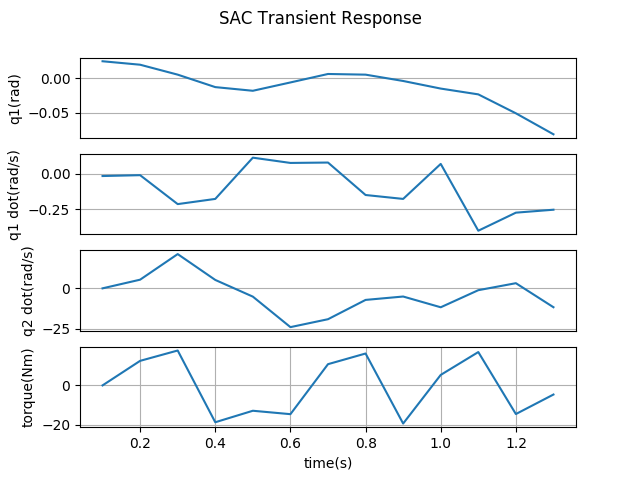 SAC Transient Response
q1(rad)
0.00
−0.05
q1 dot(rad/s)
0.00
−0.25
q2 dot(rad/s)
0
−25
torque(Nm)
0
−20
0.2 0.4 0.6 0.8 1.0 1.2
time(s)